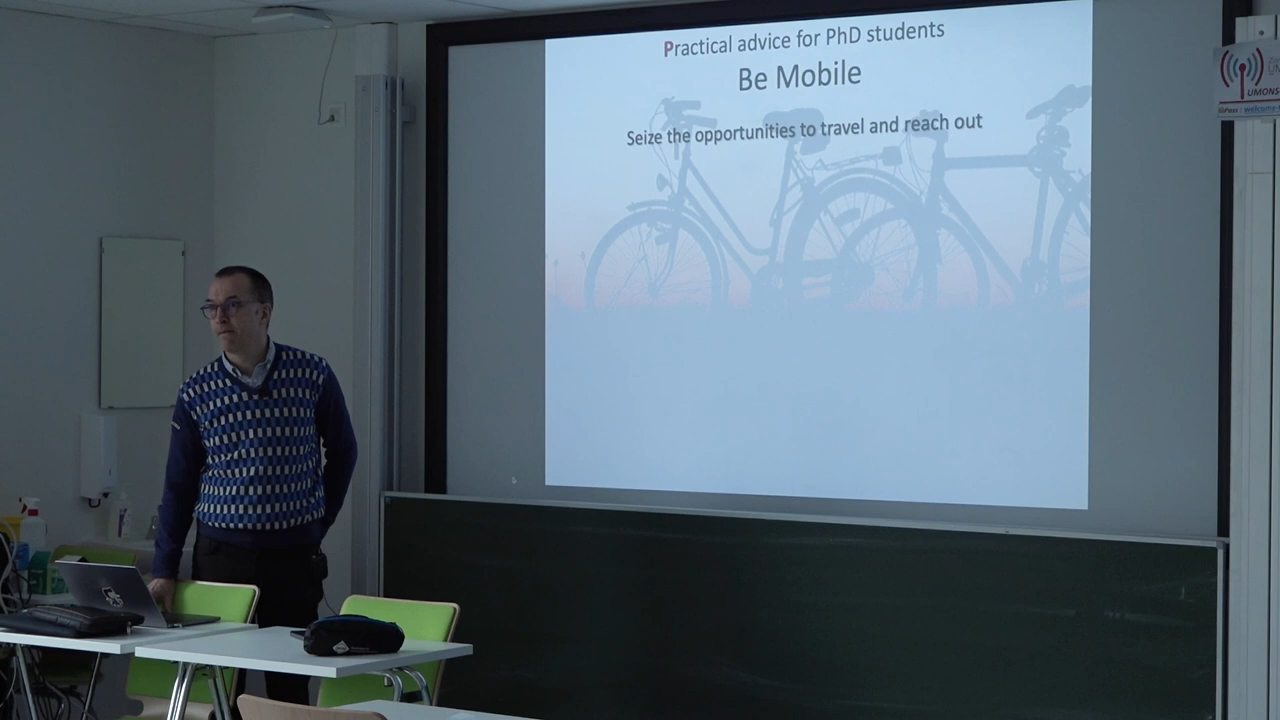 Practical advice for PhD students
Be Mobile
Seize the opportunities to travel and reach out
UMONS